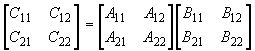 [C₁₁ C₁₂] = [A₁₁ A₁₂] [B₁₁ B₁₂]
[C₂₁ C₂₂] [A₂₁ A₂₂] [B₂₁ B₂₂]